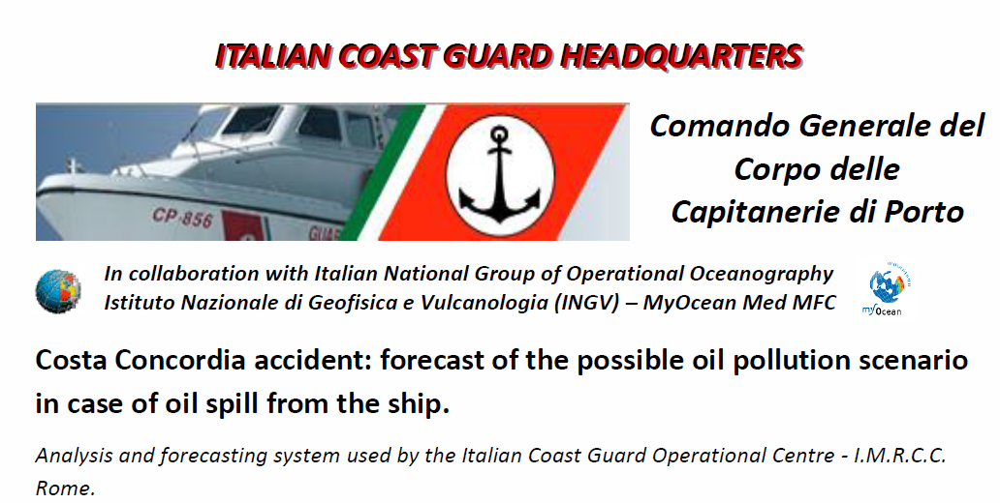 ITALIAN COAST GUARD HEADQUARTERS
CP-856
GUAR
Comando Generale del
Corpo delle
Capitanerie di Porto
In collaboration with Italian National Group of Operational Oceanography
Istituto Nazionale di Geofisica e Vulcanologia (INGV) – MyOcean Med MFC
myOcean
Costa Concordia accident: forecast of the possible oil pollution scenario
in case of oil spill from the ship.
Analysis and forecasting system used by the Italian Coast Guard Operational Centre - I.M.R.C.C.
Rome.